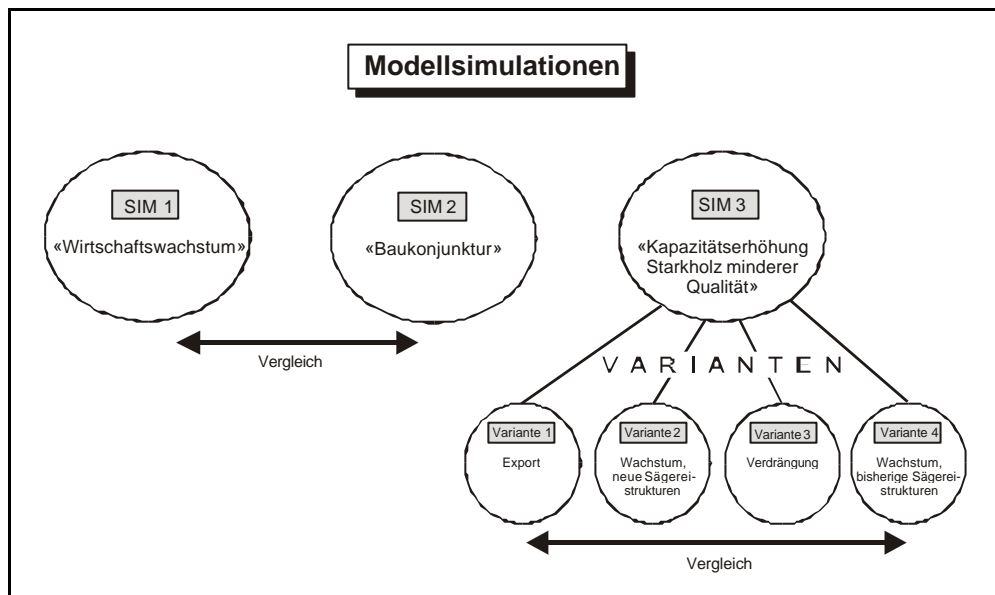 Modellsimulationen
SIM 1
«Wirtschaftswachstum»
SIM 2
«Baukonjunktur»
SIM 3
«Kapazitätserhöhung
Starkholz minderer
Qualität»
Vergleich
VARIANTEN
Variante 1
Export
Variante 2
Wachstum,
neue Sägerei-
strukturen
Variante 3
Verdrängung
Variante 4
Wachstum,
bisherige Sägerei-
strukturen
Vergleich